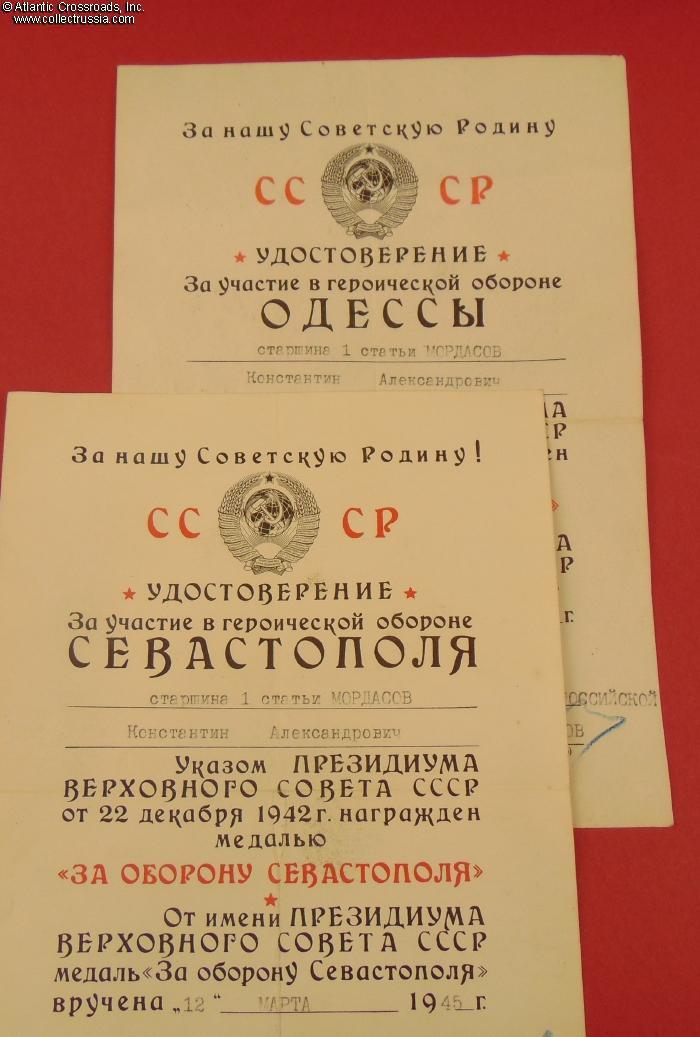 © Atlantic Crossroads, Inc.
www.collectrussia.com
За нашу Советскую Родину
СС СР
★ УДОСТОВЕРЕНИЕ ★
За участие в героической обороне
ОДЕССЫ
старшина 1 статьи МОРДАСОВ
Константин Александрович
За нашу Советскую Родину!
СС СР
★ УДОСТОВЕРЕНИЕ ★
За участие в героической обороне
СЕВАСТОПОЛЯ
старшина 1 статьи МОРДАСОВ
Константин Александрович
Указом ПРЕЗИДИУМА
ВЕРХОВНОГО СОВЕТА СССР
от 22 декабря 1942 г. награжден
медалью
«ЗА ОБОРОНУ СЕВАСТОПОЛЯ»
★
От имени ПРЕЗИДИУМА
ВЕРХОВНОГО СОВЕТА СССР
медаль «За оборону Севастополя»
вручена „12“ МАРТА 1945 г.